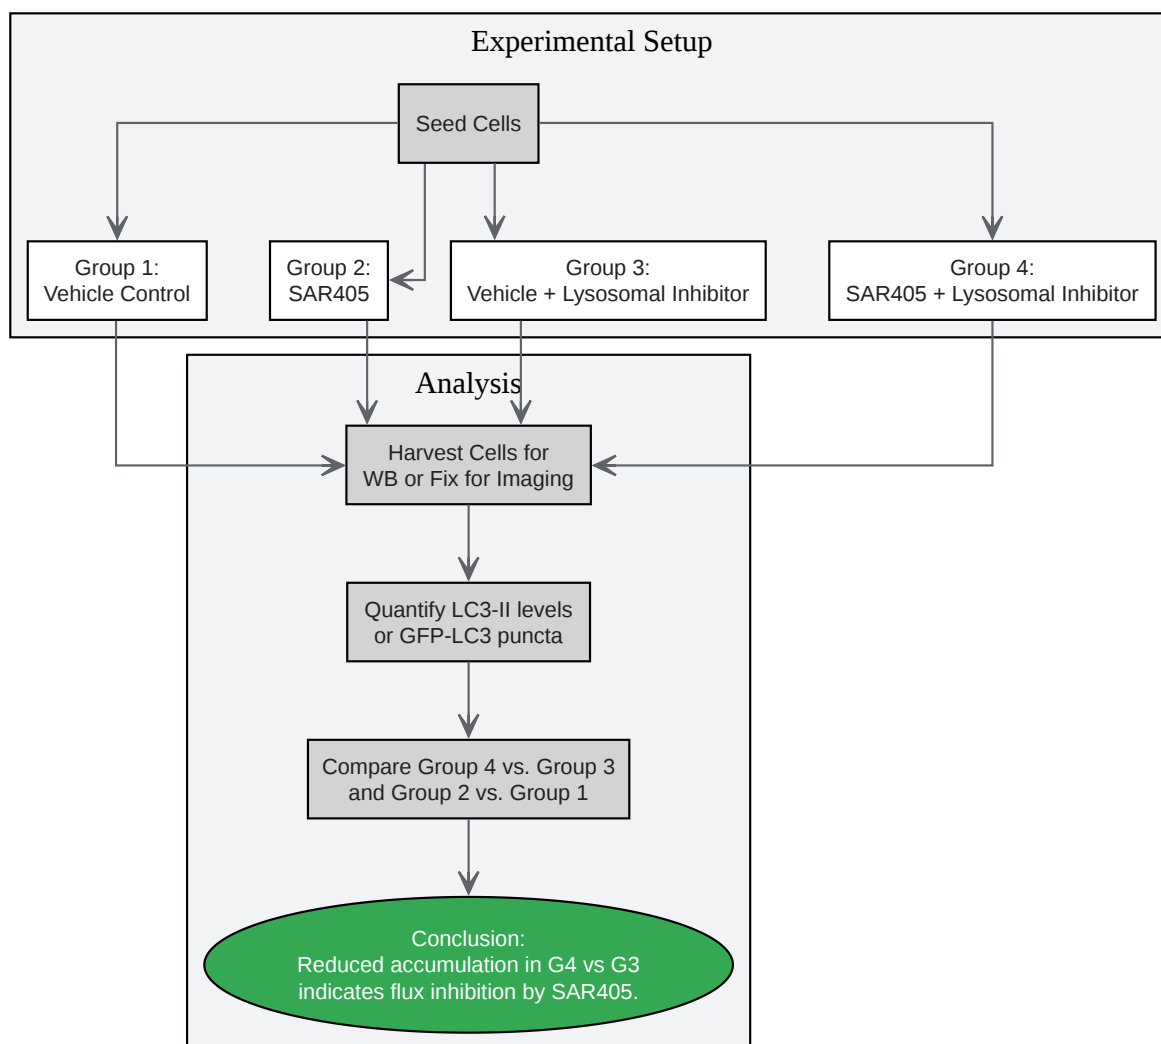 Experimental Setup
Seed Cells
Group 1:
Vehicle Control
Group 2:
SAR405
Group 3:
Vehicle + Lysosomal Inhibitor
Group 4:
SAR405 + Lysosomal Inhibitor
Analysis
Harvest Cells for
WB or Fix for Imaging
Quantify LC3-II levels
or GFP-LC3 puncta
Compare Group 4 vs. Group 3
and Group 2 vs. Group 1
Conclusion:
Reduced accumulation in G4 vs G3
indicates flux inhibition by SAR405.